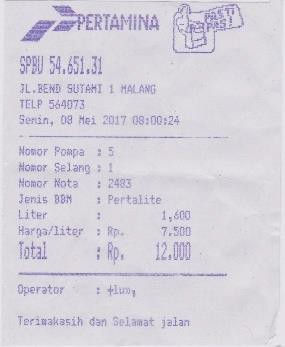 PERTAMINA
PASTI PAS!
SPBU 54.651.31
JL.BEND SUTAMI 1 MALANG
TELP 564073
Senin, 08 Mei 2017 08:00:24
Nomor Pompa : 5
Nomor Selang : 1
Nomor Nota : 2483
Jenis BBM : Pertalite
Liter : 1,600
Harga/liter : Rp. 7.500
Total : Rp. 12.000
Operator :
Terimakasih dan Selamat jalan